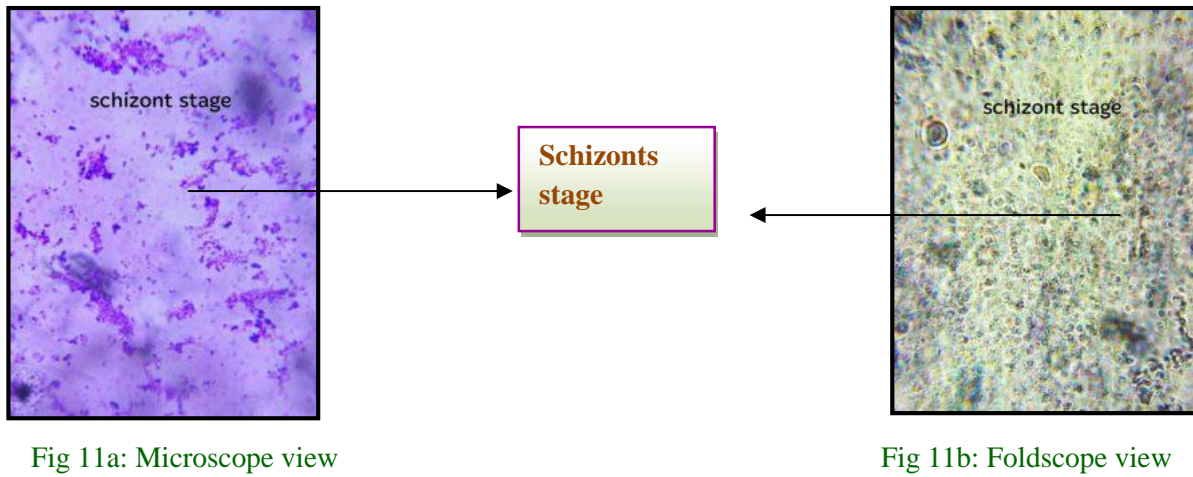 schizont stage
Schizonts
stage
schizont stage
Fig 11a: Microscope view
Fig 11b: Foldscope view